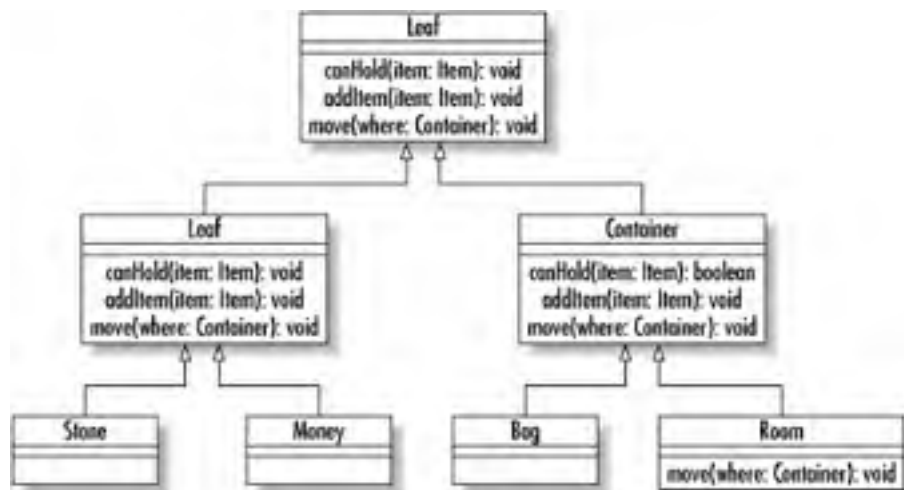 Leaf
canHold(item: Item): void
addItem(item: Item): void
move(where: Container): void
Leaf
canHold(item: Item): void
addItem(item: Item): void
move(where: Container): void
Container
canHold(item: Item): boolean
addItem(item: Item): void
move(where: Container): void
Stone
Money
Bag
Room
move(where: Container): void